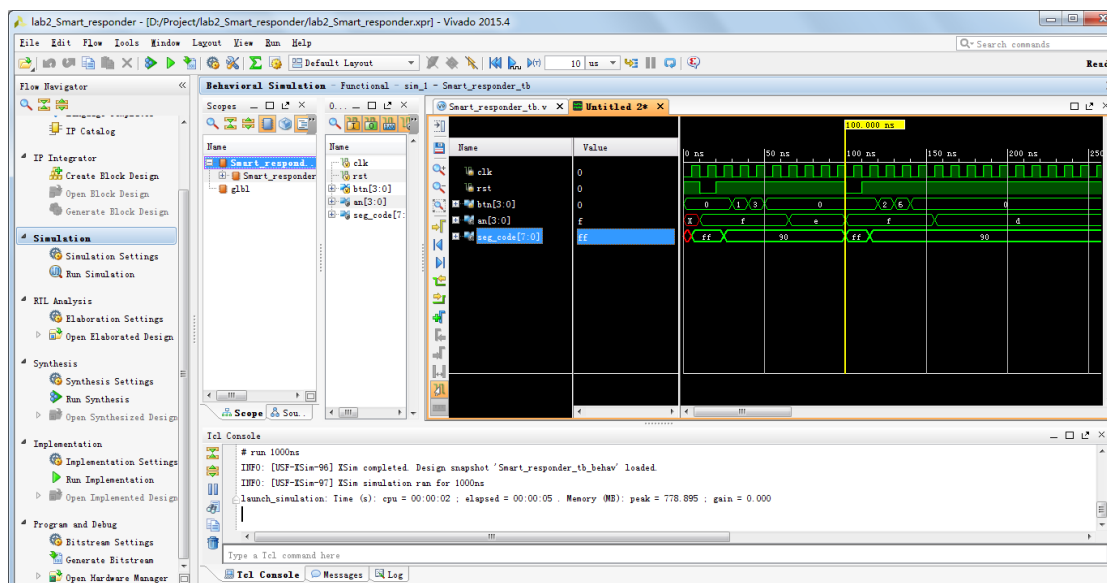 lab2_Smart_responder - [D:/Project/lab2_Smart_responder/lab2_Smart_responder.xpr] - Vivado 2015.4
File Edit Flow Tools Window Layout View Run Help
Q- Search commands
Default Layout
10 us
Flow Navigator
IP Catalog
IP Integrator
Create Block Design
Open Block Design
Generate Block Design
Simulation
Simulation Settings
Run Simulation
RTL Analysis
Elaboration Settings
Open Elaborated Design
Synthesis
Synthesis Settings
Run Synthesis
Open Synthesized Design
Implementation
Implementation Settings
Run Implementation
Open Implemented Design
Program and Debug
Bitstream Settings
Generate Bitstream
Open Hardware Manager
Behavioral Simulation - Functional - sim_1 - Smart_responder_tb
Scopes
Name
Smart_respond..
Smart_responder
glbl
Scope
Sou..
O...
Name
clk
rst
btn[3:0]
an[3:0]
seg_code[7:
Smart_responder_tb.v
Untitled 2*
Name Value
clk 0
rst 0
btn[3:0] 0
an[3:0] f
seg_code[7:0] ff
100.000 ns
0 ns 50 ns 100 ns 150 ns 200 ns 250
0 1 3 0 2 6 0
X f e f d
ff 90 ff 90
Tcl Console
# run 1000ns
INFO: [USF-XSim-96] XSim completed. Design snapshot 'Smart_responder_tb_behav' loaded.
INFO: [USF-XSim-97] XSim simulation ran for 1000ns
launch_simulation: Time (s): cpu = 00:00:02 ; elapsed = 00:00:05 . Memory (MB): peak = 778.895 ; gain = 0.000
Type a Tcl command here
Tcl Console Messages Log